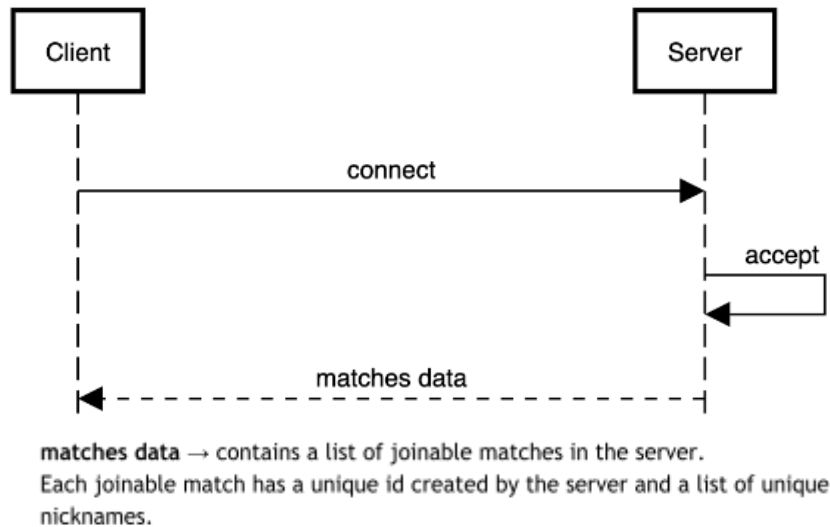 Client
Server
connect
accept
matches data
matches data → contains a list of joinable matches in the server.
Each joinable match has a unique id created by the server and a list of unique
nicknames.